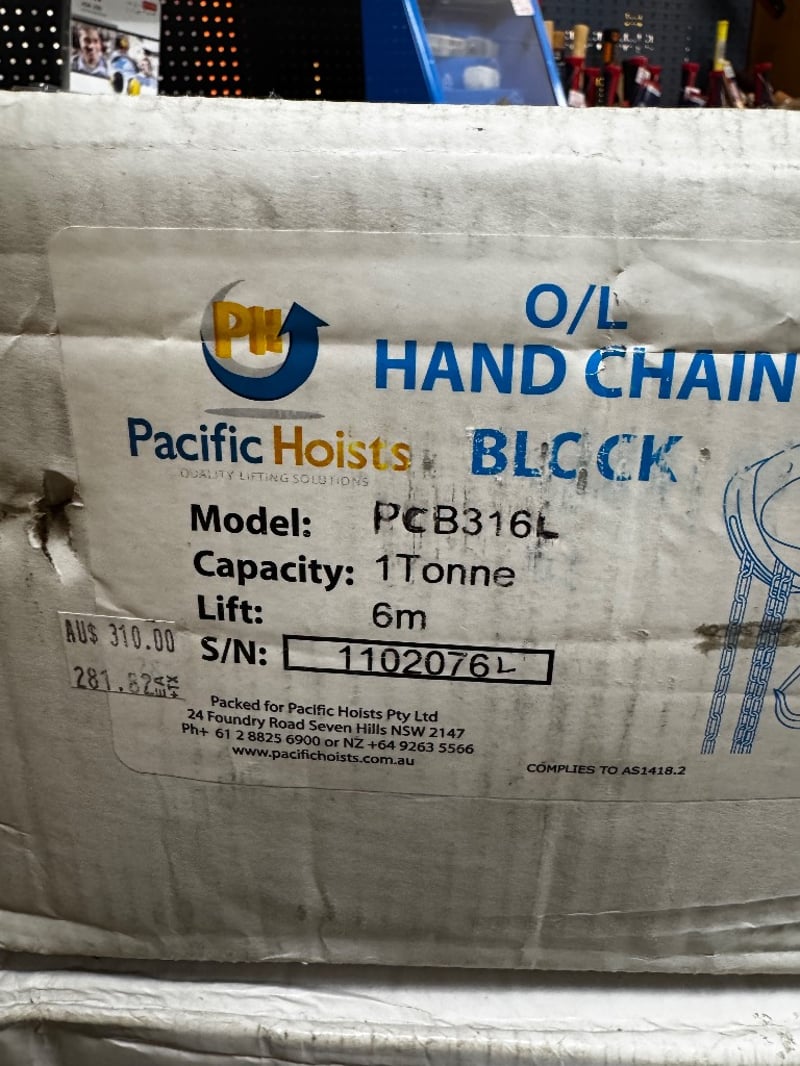 PH
O/L
HAND CHAIN
BLOCK
Pacific Hoists
QUALITY LIFTING SOLUTIONS
Model: PCB316L
Capacity: 1Tonne
Lift: 6m
S/N: 1102076L
AU$ 310.00
281.82
Packed for Pacific Hoists Pty Ltd
24 Foundry Road Seven Hills NSW 2147
Ph+ 61 2 8825 6900 or NZ +64 9263 5566
www.pacifichoists.com.au
COMPLIES TO AS1418.2